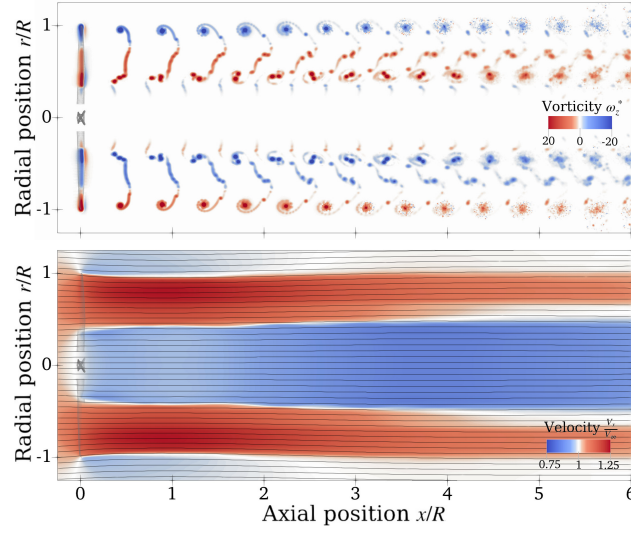 1
Radial position r/R
0
-1
Vorticity ω_z*
20 0 -20
1
Radial position r/R
0
-1
Velocity V_x/V_∞
0.75 1 1.25
0 1 2 3 4 5 6
Axial position x/R